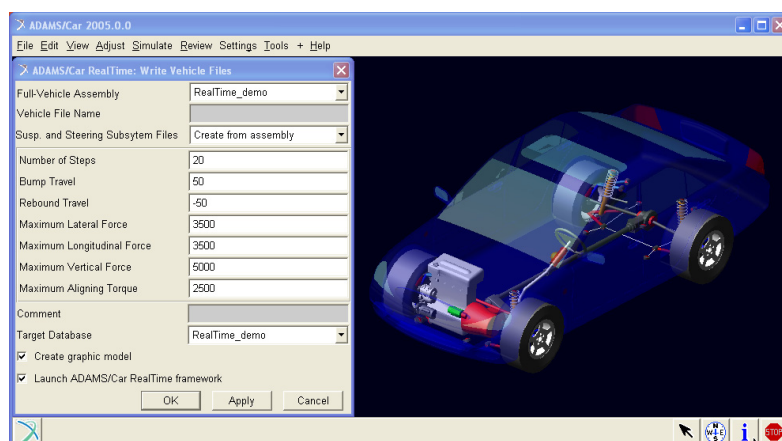 ADAMS/Car 2005.0.0
File Edit View Adjust Simulate Review Settings Tools + Help
ADAMS/Car RealTime: Write Vehicle Files
Full-Vehicle Assembly RealTime_demo
Vehicle File Name
Susp. and Steering Subsytem Files Create from assembly
Number of Steps 20
Bump Travel 50
Rebound Travel -50
Maximum Lateral Force 3500
Maximum Longitudinal Force 3500
Maximum Vertical Force 5000
Maximum Aligning Torque 2500
Comment
Target Database RealTime_demo
Create graphic model
Launch ADAMS/Car RealTime framework
OK Apply Cancel
N
W E
S
i
STOP